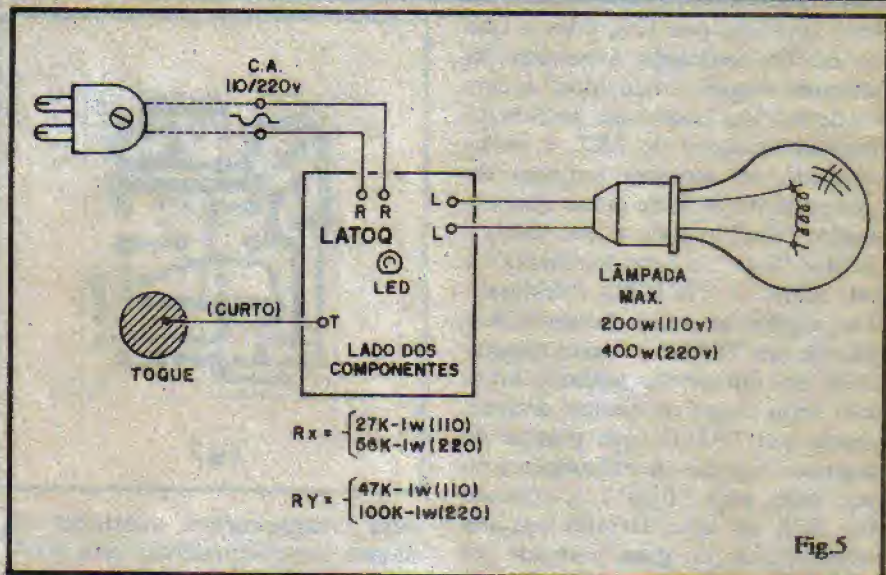 C.A.
110/220v
R R
L
L
LATOQ
LED
(CURTO)
T
TOQUE
LADO DOS
COMPONENTES
LÂMPADA
MAX.
200w(110v)
400w(220v)
Rx = 27K-1w(110)
56K-1w(220)
RY = 47K-1w(110)
100K-1w(220)
Fig.5